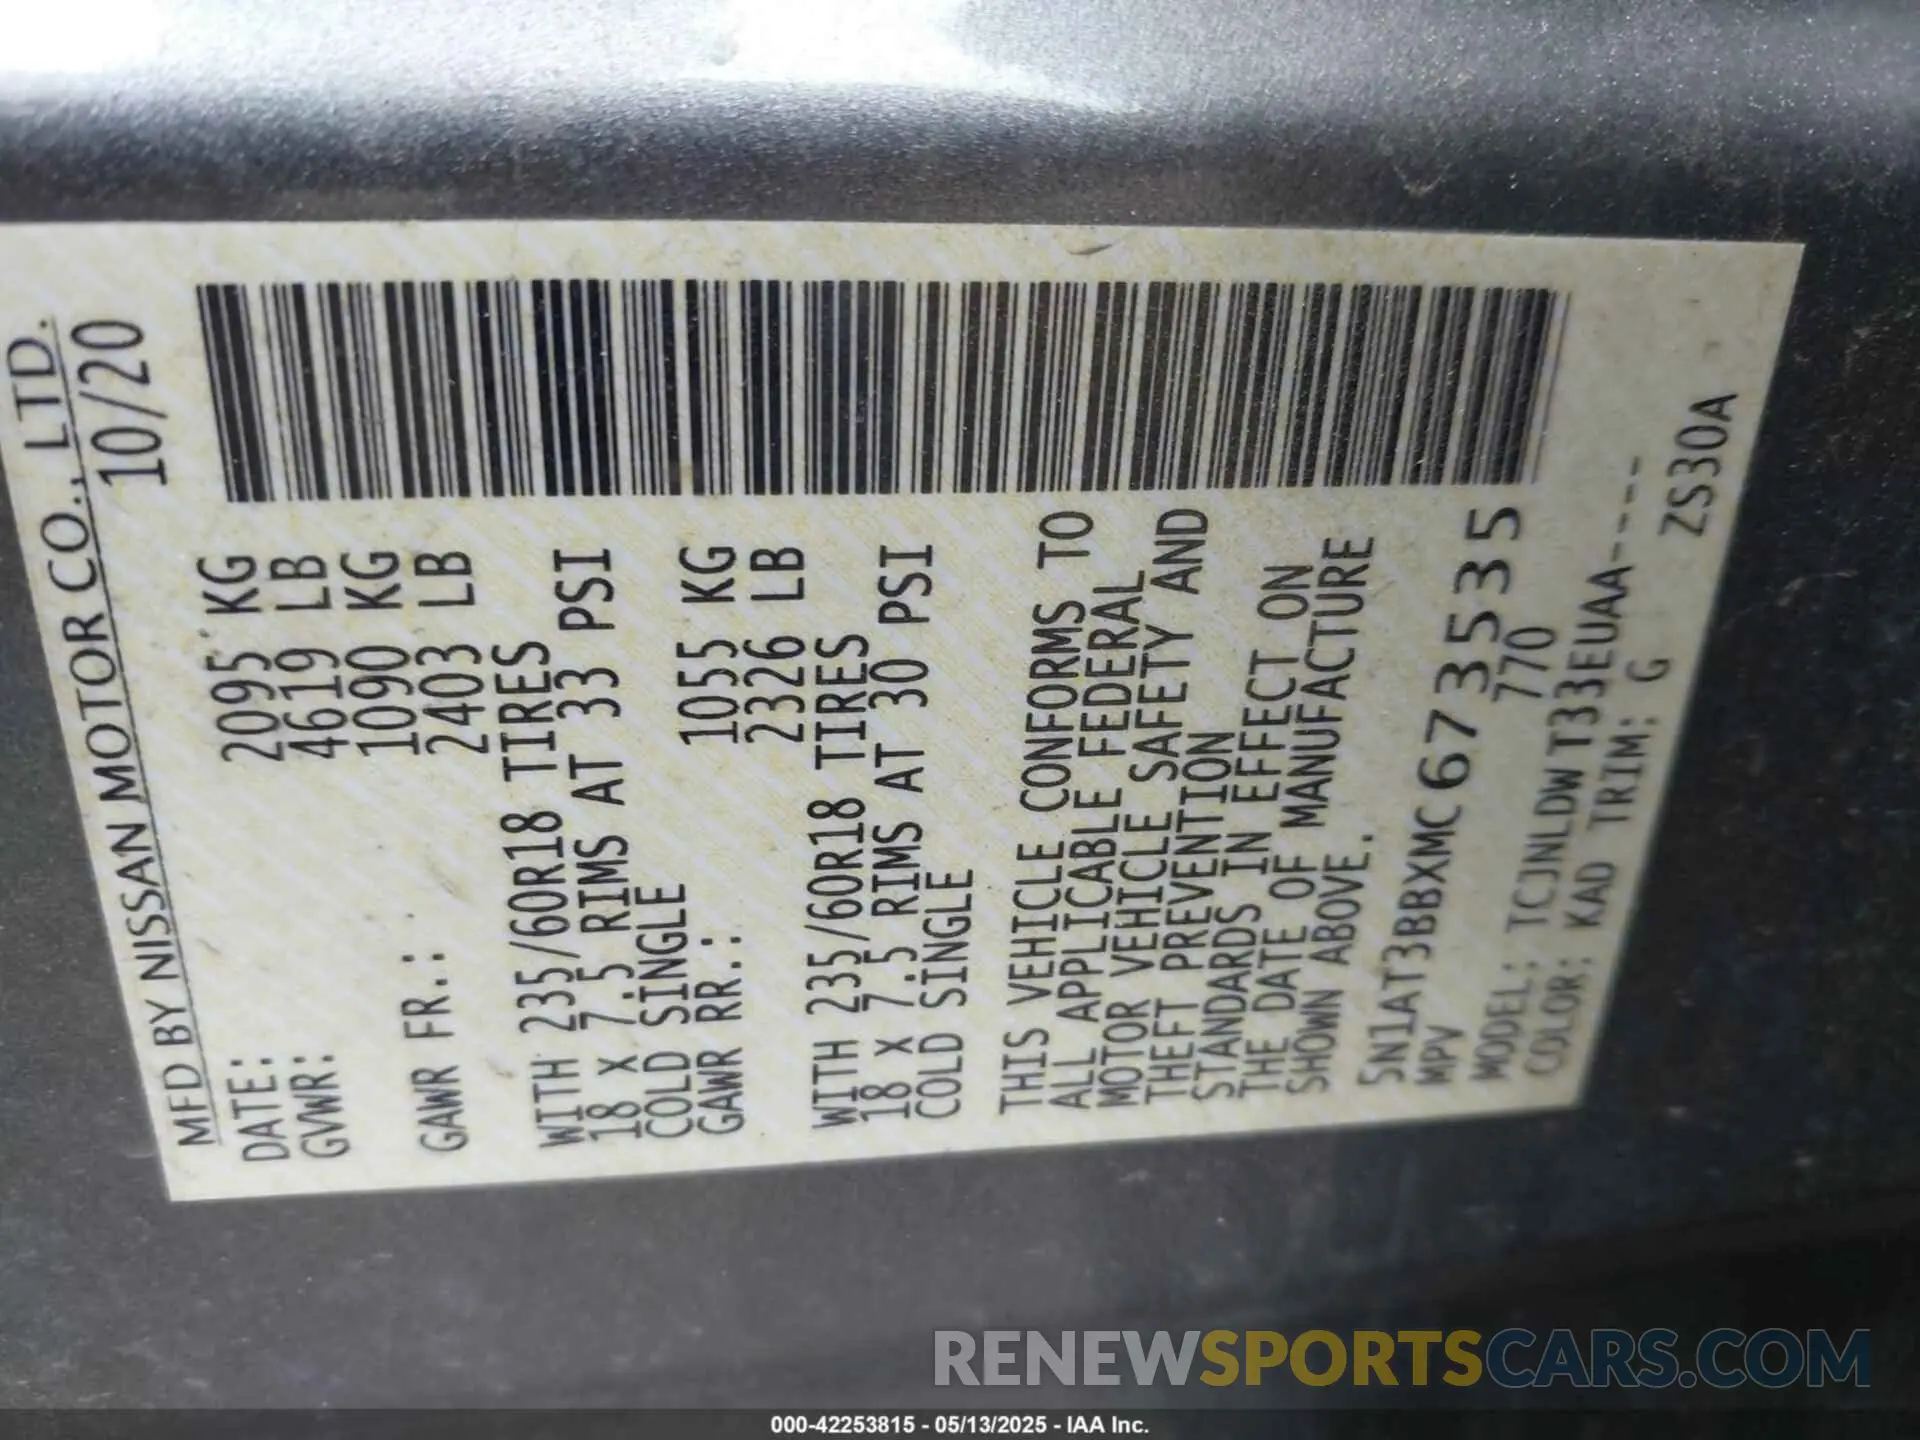 MFD BY NISSAN MOTOR CO., LTD.
DATE: 10/20
GVWR: 2095 KG
4619 LB
GAWR FR.: 1090 KG
2403 LB
WITH 235/60R18 TIRES
18 X 7.5 RIMS AT 33 PSI
COLD SINGLE
GAWR RR.: 1055 KG
2326 LB
WITH 235/60R18 TIRES
18 X 7.5 RIMS AT 30 PSI
COLD SINGLE
THIS VEHICLE CONFORMS TO
ALL APPLICABLE FEDERAL
MOTOR VEHICLE SAFETY AND
THEFT PREVENTION
STANDARDS IN EFFECT ON
THE DATE OF MANUFACTURE
SHOWN ABOVE.
5N1AT3BBXMC673535
MPV 770
MODEL: TCJNLDWT33EUAA----
COLOR: KAD TRIM: G
ZS30A
RENEWSPORTSCARS.COM
000-42253815 - 05/13/2025 - IAA Inc.